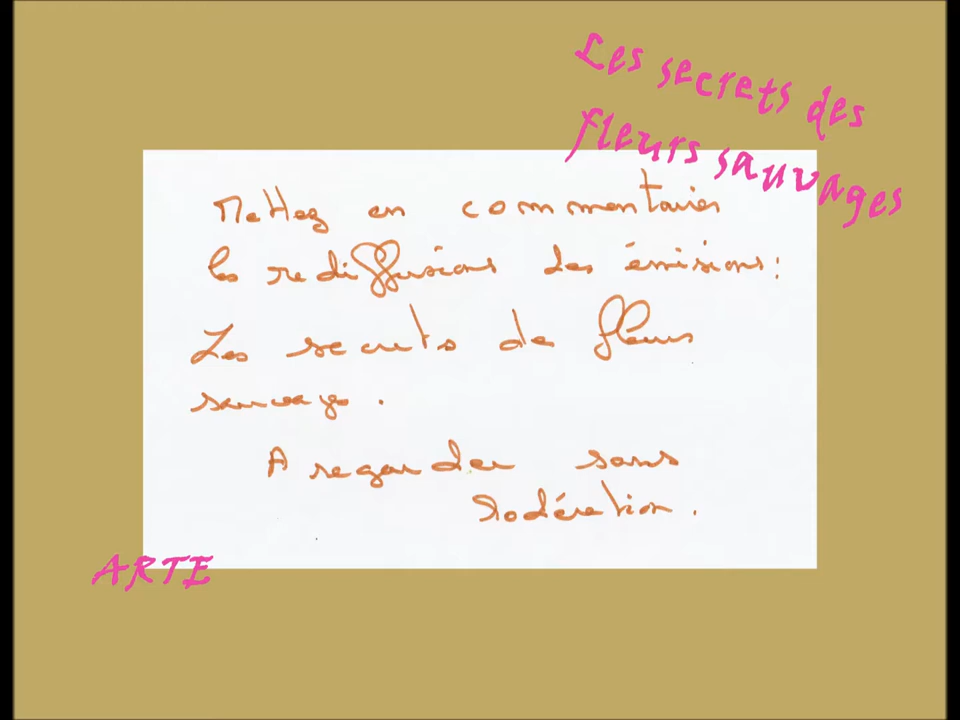 Les secrets des
fleurs sauvages
Mettez en commentaires
les rediffusions des émissions :
Les secrets de fleurs
sauvages.
A regarder sans
modération.
ARTE